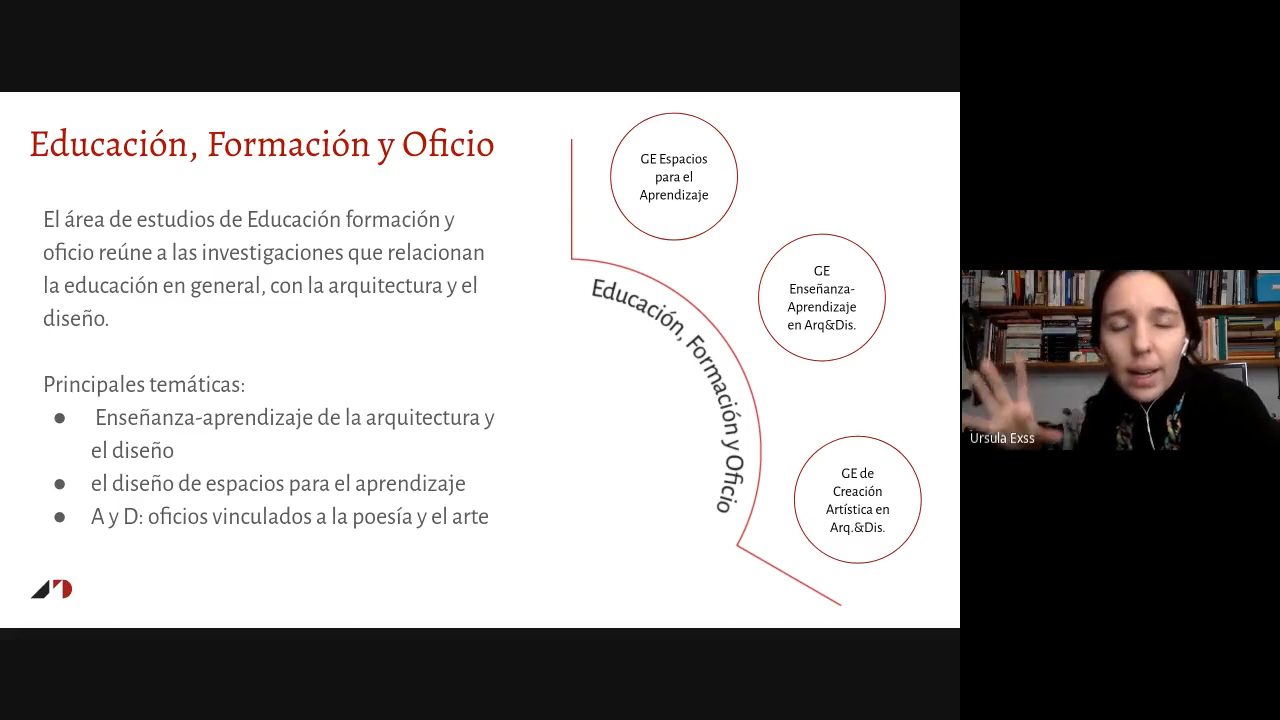 Educación, Formación y Oficio
El área de estudios de Educación formación y
oficio reúne a las investigaciones que relacionan
la educación en general, con la arquitectura y el
diseño.
Principales temáticas:
● Enseñanza-aprendizaje de la arquitectura y
el diseño
● el diseño de espacios para el aprendizaje
● A y D: oficios vinculados a la poesía y el arte
GE Espacios
para el
Aprendizaje
GE
Enseñanza-
Aprendizaje
en Arq&Dis.
Educación, Formación y Oficio
GE de
Creación
Artística en
Arq.&Dis.
Úrsula Exss